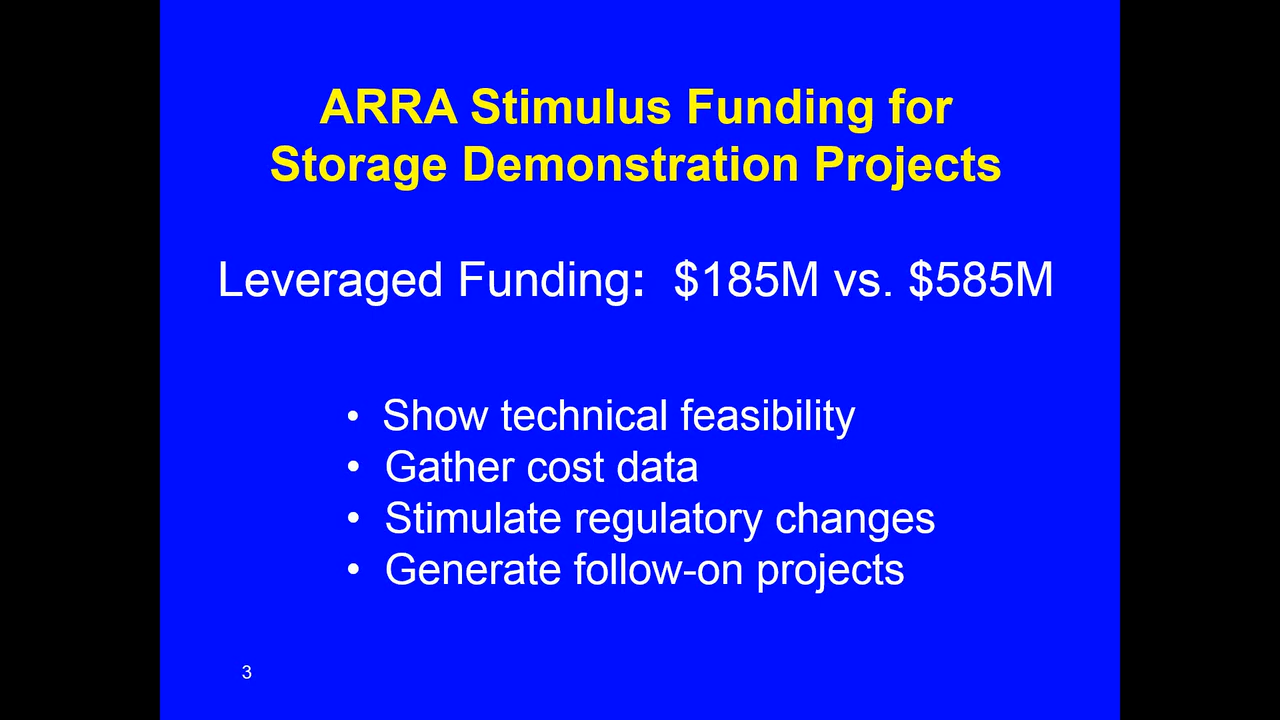 ARRA Stimulus Funding for
Storage Demonstration Projects
Leveraged Funding: $185M vs. $585M
• Show technical feasibility
• Gather cost data
• Stimulate regulatory changes
• Generate follow-on projects
3